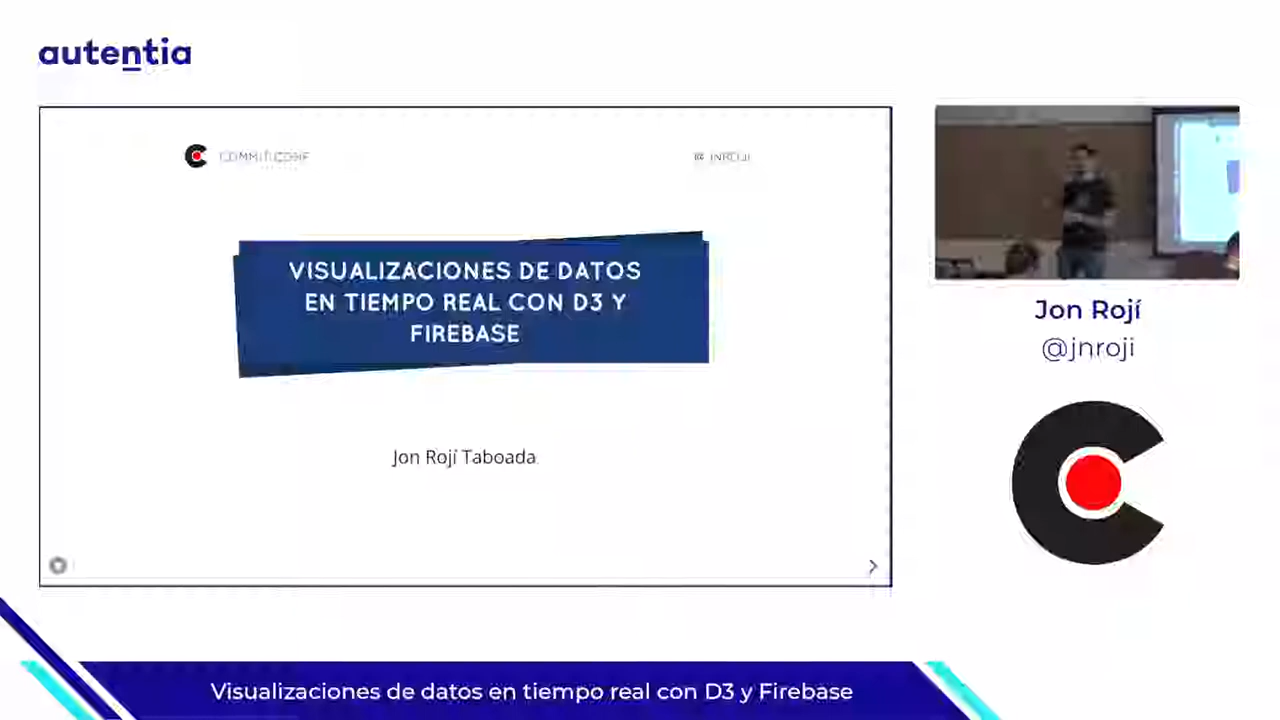 autentia
COMMIT CONF
@ JNROJI
VISUALIZACIONES DE DATOS
EN TIEMPO REAL CON D3 Y
FIREBASE
Jon Rojí Taboada
Jon Rojí
@jnroji
Visualizaciones de datos en tiempo real con D3 y Firebase